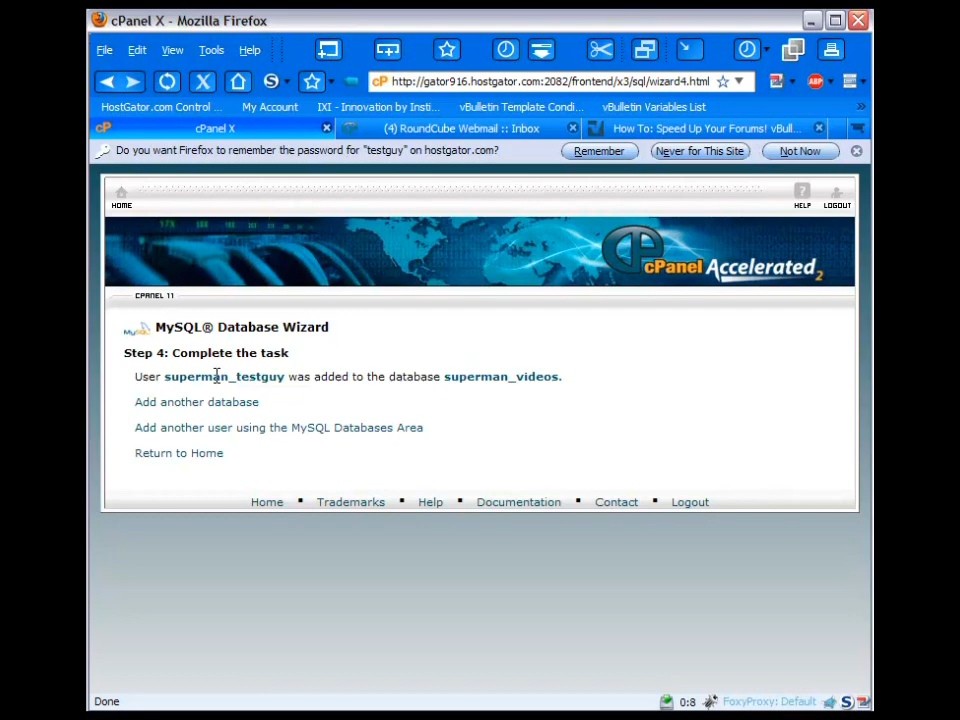 cPanel X - Mozilla Firefox
File Edit View Tools Help
http://gator916.hostgator.com:2082/frontend/x3/sql/wizard4.html
HostGator.com Control ... My Account IXI - Innovation by Insti... vBulletin Template Condi... vBulletin Variables List
cPanel X (4) RoundCube Webmail :: Inbox How To: Speed Up Your Forums! vBull...
Do you want Firefox to remember the password for "testguy" on hostgator.com? Remember Never for This Site Not Now
HOME HELP LOGOUT
cPanel Accelerated2
CPANEL 11
MySQL MySQL® Database Wizard
Step 4: Complete the task
User superman_testguy was added to the database superman_videos.
Add another database
Add another user using the MySQL Databases Area
Return to Home
Home Trademarks Help Documentation Contact Logout
Done 0:8 FoxyProxy: Default